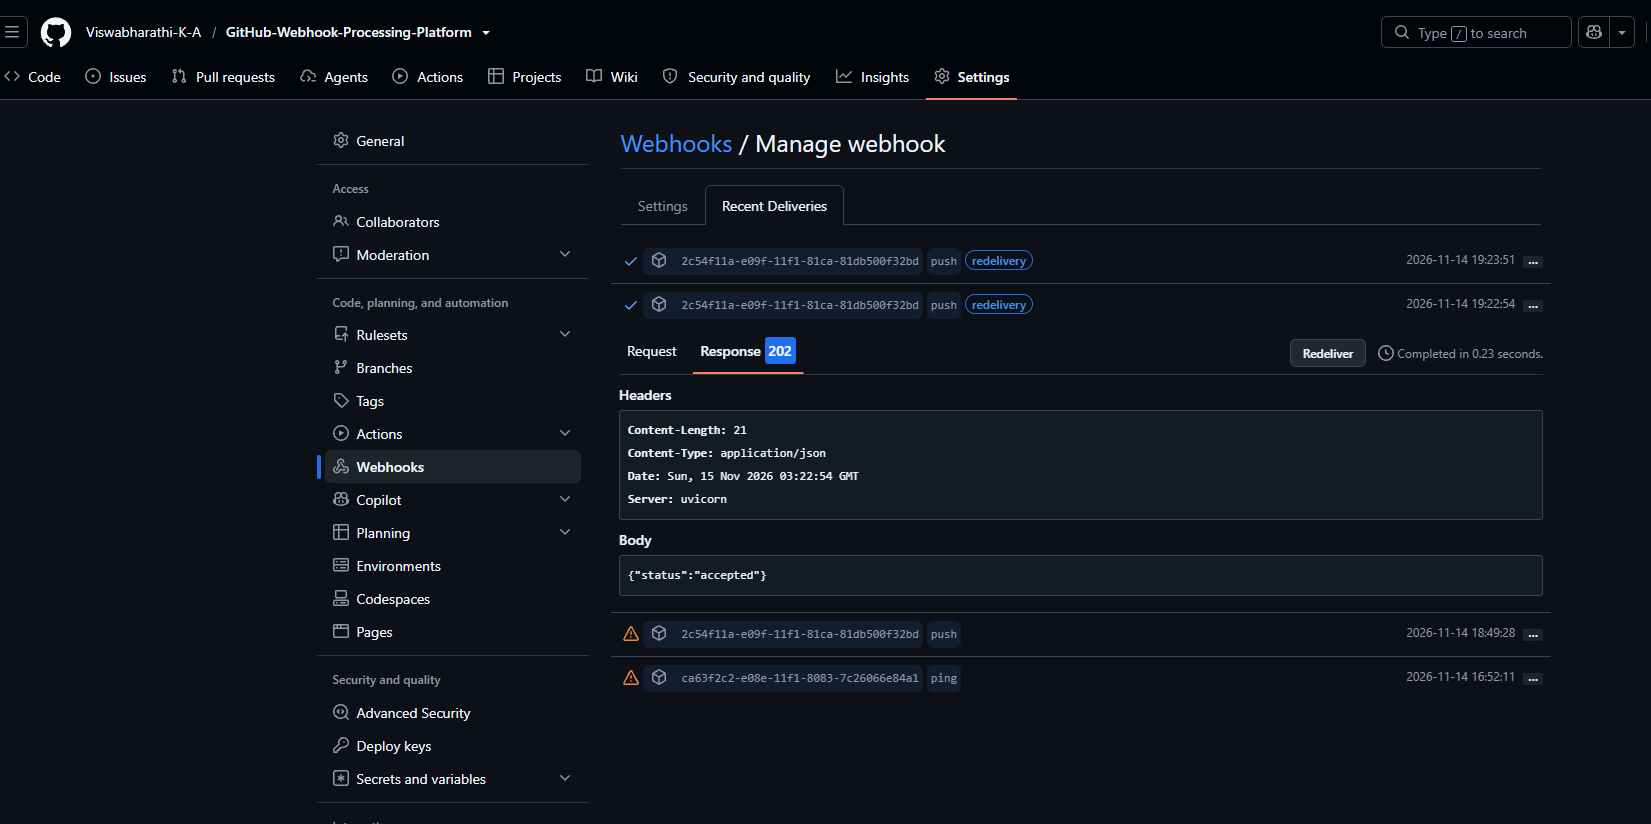 Viswabharathi-K-A / GitHub-Webhook-Processing-Platform
Type / to search
Code Issues Pull requests Agents Actions Projects Wiki Security and quality Insights Settings
General
Access
Collaborators
Moderation
Code, planning, and automation
Rulesets
Branches
Tags
Actions
Webhooks
Copilot
Planning
Environments
Codespaces
Pages
Security and quality
Advanced Security
Deploy keys
Secrets and variables
Webhooks / Manage webhook
Settings Recent Deliveries
2c54f11a-e09f-11f1-81ca-81db500f32bd push redelivery 2026-11-14 19:23:51 ...
2c54f11a-e09f-11f1-81ca-81db500f32bd push redelivery 2026-11-14 19:22:54 ...
Request Response 202 Redeliver Completed in 0.23 seconds.
Headers
Content-Length: 21
Content-Type: application/json
Date: Sun, 15 Nov 2026 03:22:54 GMT
Server: uvicorn
Body
{"status":"accepted"}
2c54f11a-e09f-11f1-81ca-81db500f32bd push 2026-11-14 18:49:28 ...
ca63f2c2-e08e-11f1-8083-7c26066e84a1 ping 2026-11-14 16:52:11 ...